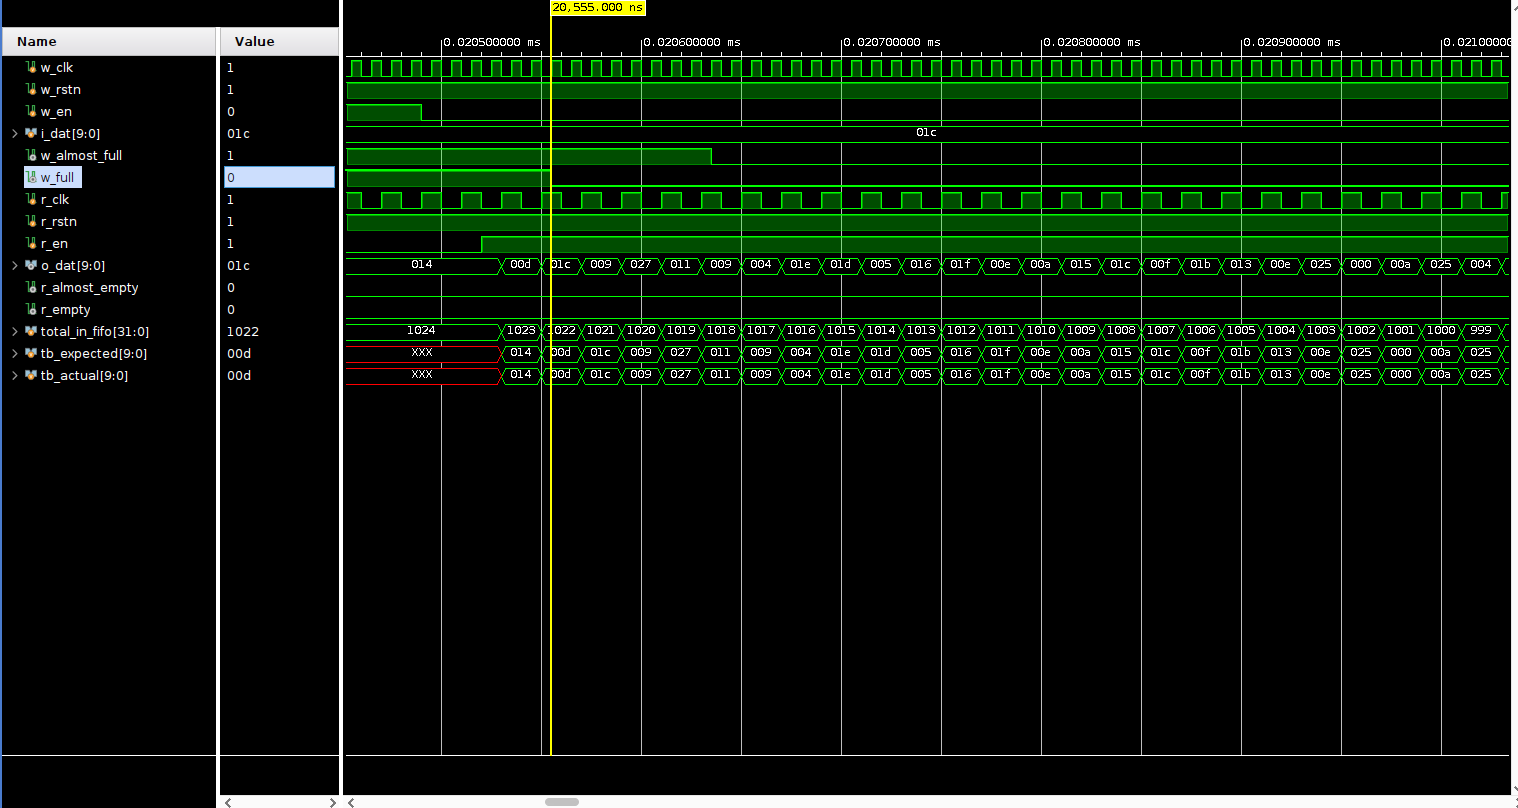 20,555.000 ns
Name Value
0.020500000 ms 0.020600000 ms 0.020700000 ms 0.020800000 ms 0.020900000 ms 0.02100000
w_clk 1
w_rstn 1
w_en 0
i_dat[9:0] 01c 01c
w_almost_full 1
w_full 0
r_clk 1
r_rstn 1
r_en 1
o_dat[9:0] 01c 014 00d 01c 009 027 011 009 004 01e 01d 005 016 01f 00e 00a 015 01c 00f 01b 013 00e 025 000 00a 025 004
r_almost_empty 0
r_empty 0
total_in_fifo[31:0] 1022 1024 1023 1022 1021 1020 1019 1018 1017 1016 1015 1014 1013 1012 1011 1010 1009 1008 1007 1006 1005 1004 1003 1002 1001 1000 999
tb_expected[9:0] 00d XXX 014 00d 01c 009 027 011 009 004 01e 01d 005 016 01f 00e 00a 015 01c 00f 01b 013 00e 025 000 00a 025
tb_actual[9:0] 00d XXX 014 00d 01c 009 027 011 009 004 01e 01d 005 016 01f 00e 00a 015 01c 00f 01b 013 00e 025 000 00a 025